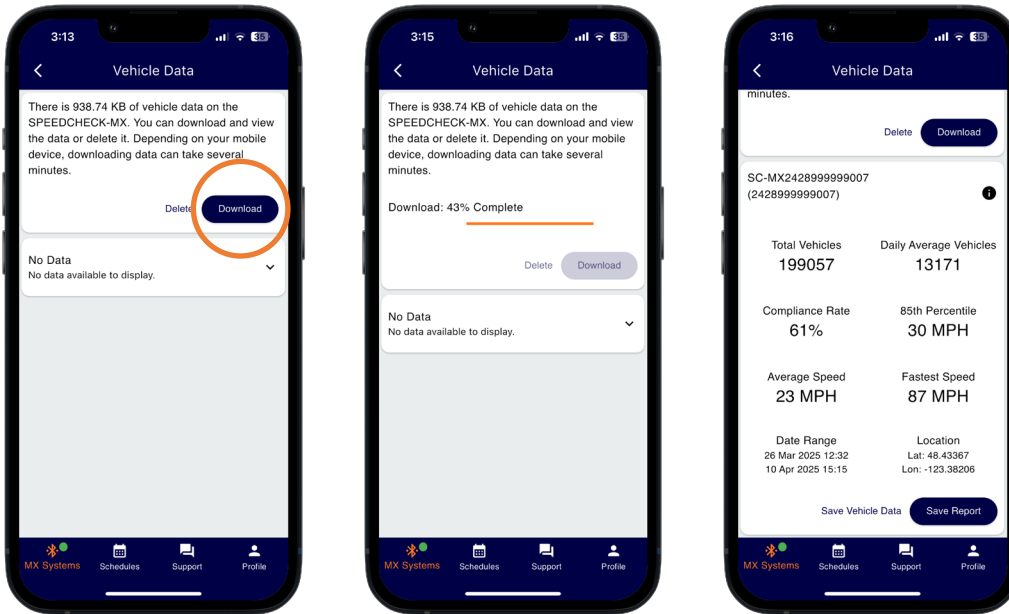 3:13
35
Vehicle Data
There is 938.74 KB of vehicle data on the
SPEEDCHECK-MX. You can download and view
the data or delete it. Depending on your mobile
device, downloading data can take several
minutes.
Delete
Download
No Data
No data available to display.
MX Systems
Schedules
Support
Profile
3:15
35
Vehicle Data
There is 938.74 KB of vehicle data on the
SPEEDCHECK-MX. You can download and view
the data or delete it. Depending on your mobile
device, downloading data can take several
minutes.
Download: 43% Complete
Delete
Download
No Data
No data available to display.
MX Systems
Schedules
Support
Profile
3:16
35
Vehicle Data
minutes.
Delete
Download
SC-MX2428999999007
(2428999999007)
Total Vehicles
199057
Daily Average Vehicles
13171
Compliance Rate
61%
85th Percentile
30 MPH
Average Speed
23 MPH
Fastest Speed
87 MPH
Date Range
26 Mar 2025 12:32
10 Apr 2025 15:15
Location
Lat: 48.43367
Lon: -123.38206
Save Vehicle Data
Save Report
MX Systems
Schedules
Support
Profile